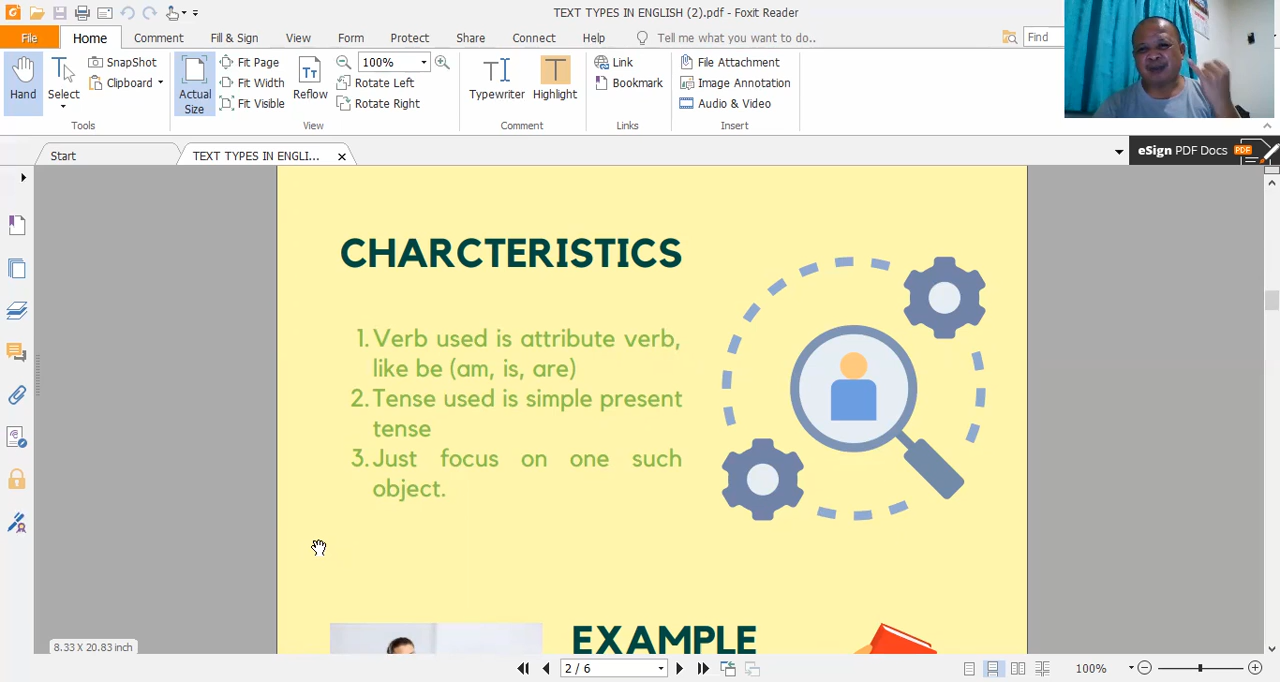 TEXT TYPES IN ENGLISH (2).pdf - Foxit Reader
File Home Comment Fill & Sign View Form Protect Share Connect Help Tell me what you want to do.. Find
Hand
Select
SnapShot
Clipboard
Tools
Actual
Size
Fit Page
Fit Width
Fit Visible
Reflow
100%
Rotate Left
Rotate Right
View
Typewriter
Highlight
Comment
Link
Bookmark
Links
File Attachment
Image Annotation
Audio & Video
Insert
Start
TEXT TYPES IN ENGLI...
eSign PDF Docs
PDF
CHARCTERISTICS
1. Verb used is attribute verb,
like be (am, is, are)
2. Tense used is simple present
tense
3. Just focus on one such
object.
EXAMPLE
8.33 X 20.83 inch
2 / 6
100%